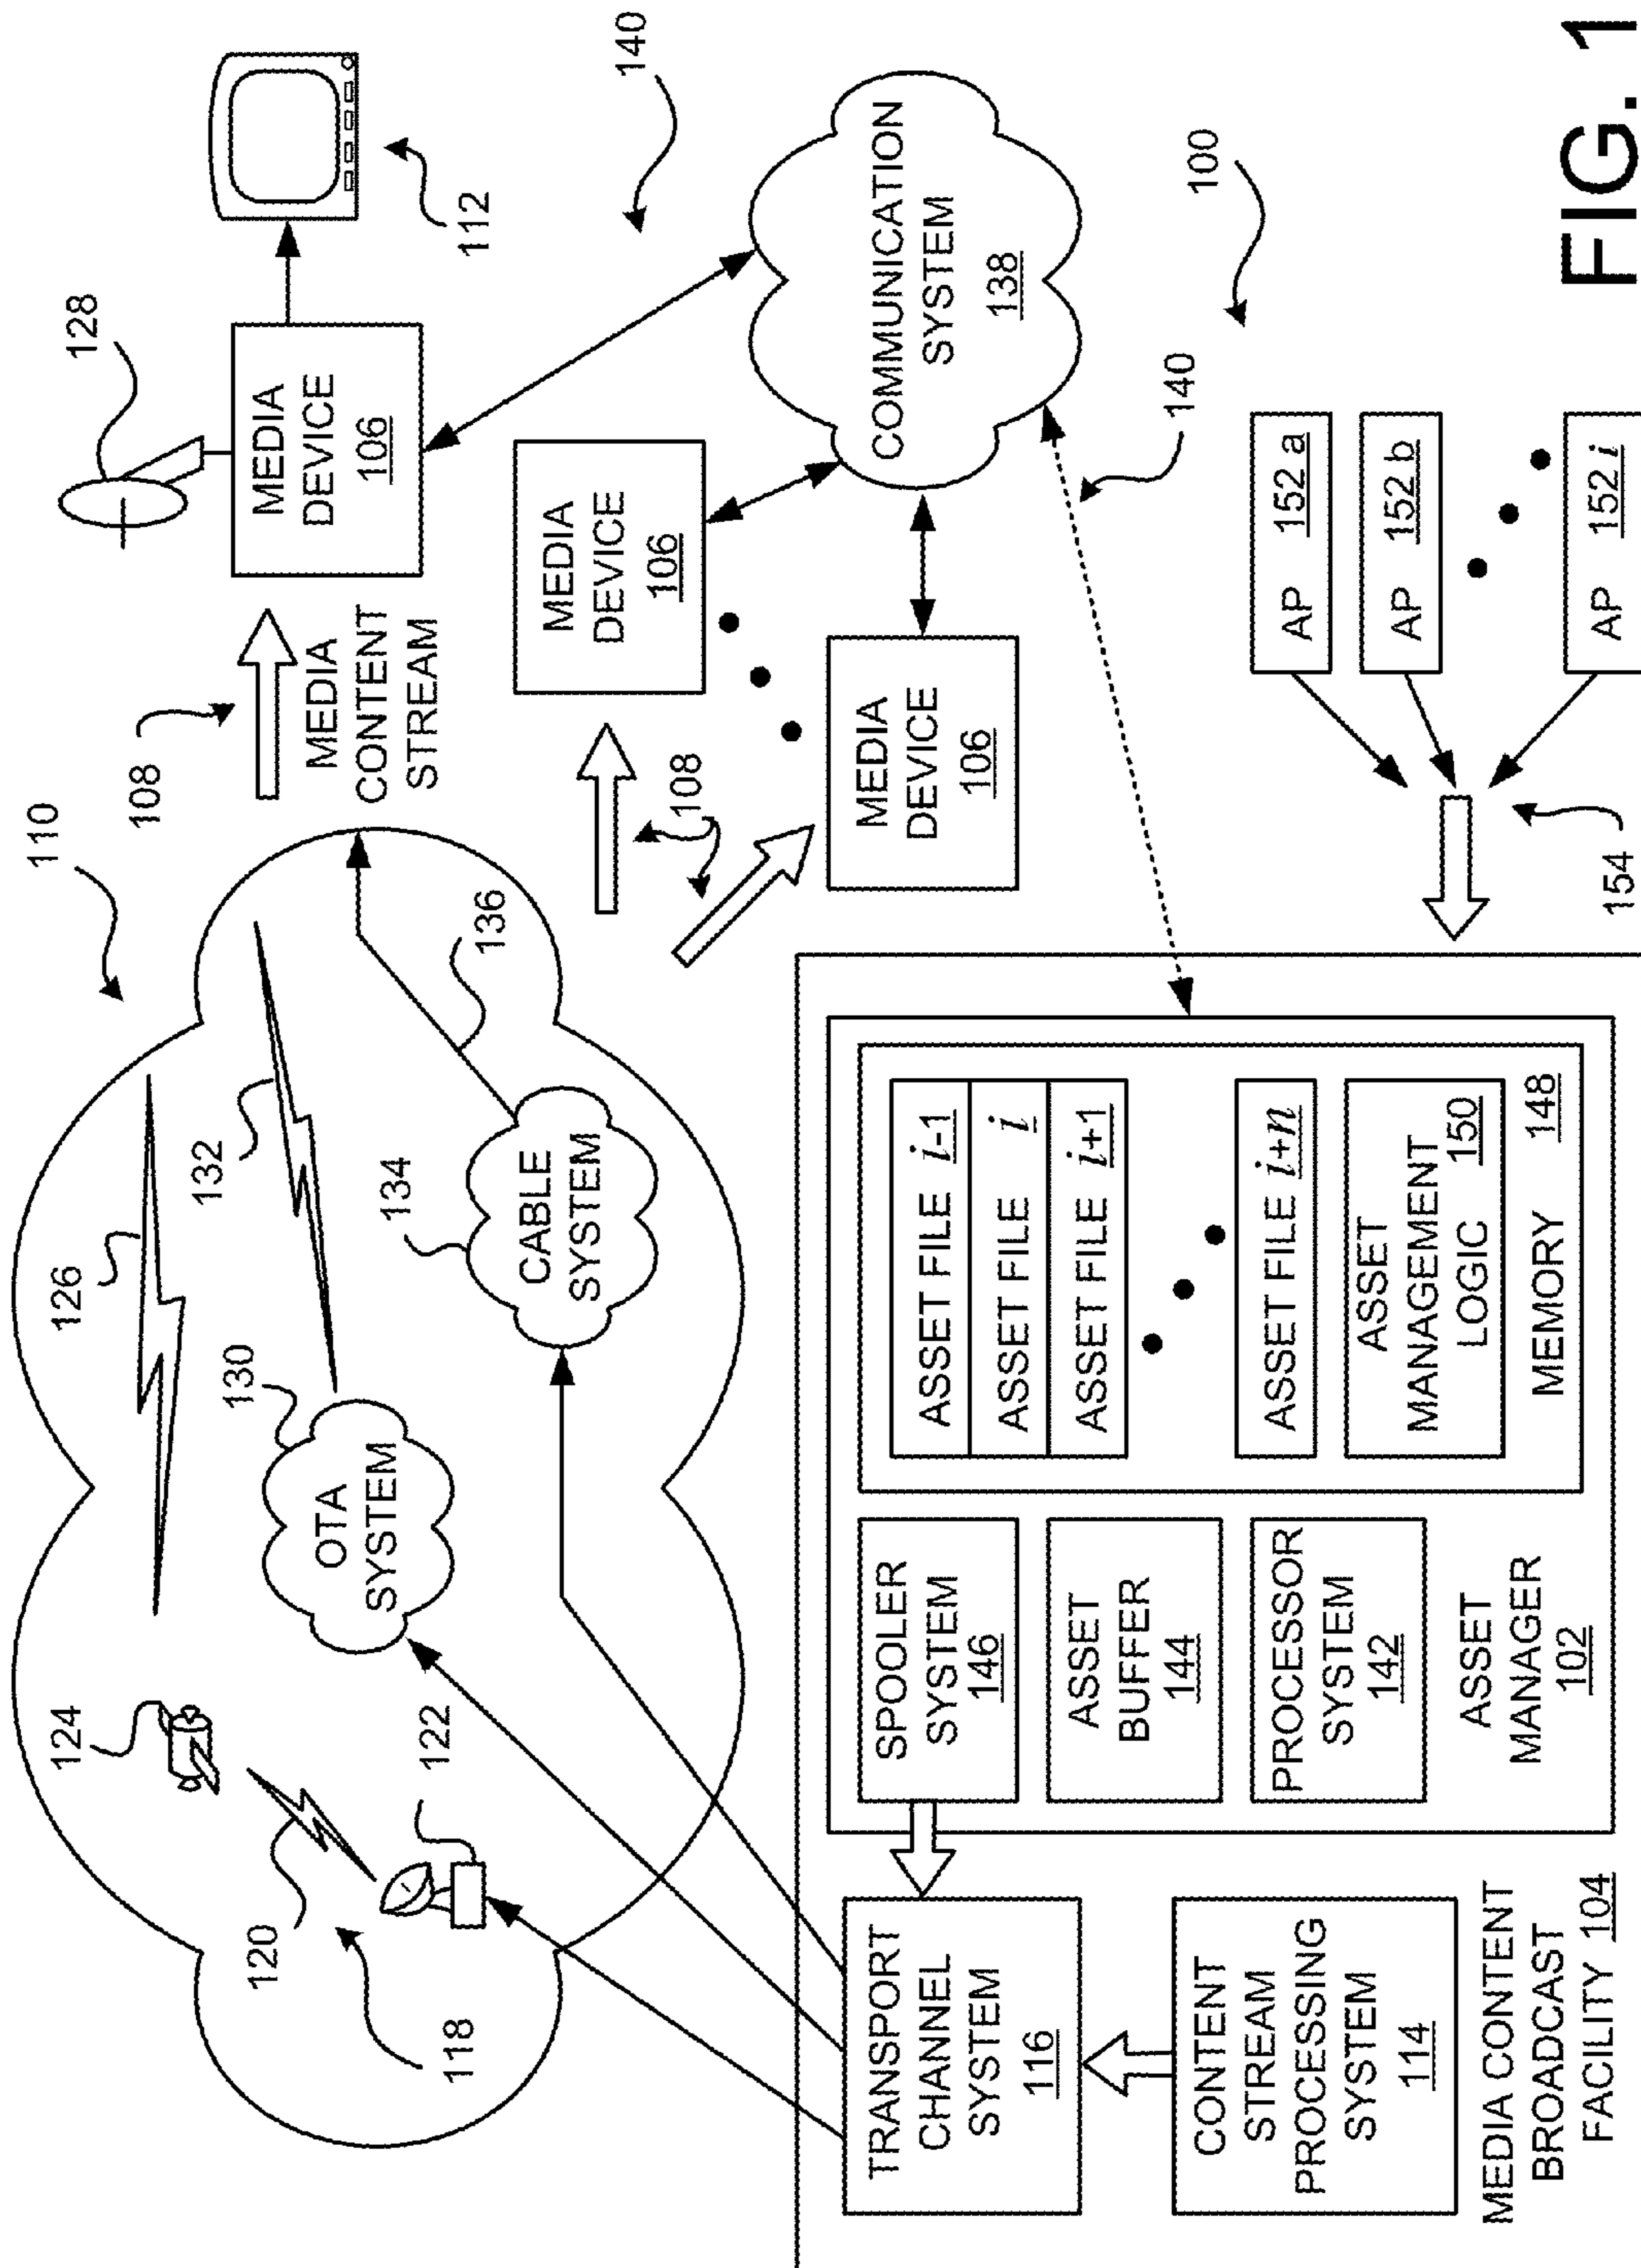 110
108
128
126
124
132
130
120
122
118
134
136
OTA
SYSTEM
CABLE
SYSTEM
MEDIA
CONTENT
STREAM
MEDIA
DEVICE
106
112
140
108
MEDIA
DEVICE
106
MEDIA
DEVICE
106
COMMUNICATION
SYSTEM
138
140
100
TRANSPORT
CHANNEL
SYSTEM
116
CONTENT
STREAM
PROCESSING
SYSTEM
114
MEDIA CONTENT
BROADCAST
FACILITY 104
SPOOLER
SYSTEM
146
ASSET
BUFFER
144
PROCESSOR
SYSTEM
142
ASSET
MANAGER
102
ASSET FILE i-1
ASSET FILE i
ASSET FILE i+1
ASSET FILE i+n
ASSET
MANAGEMENT
LOGIC 150
MEMORY 148
AP 152a
AP 152b
AP 152i
154
FIG. 1